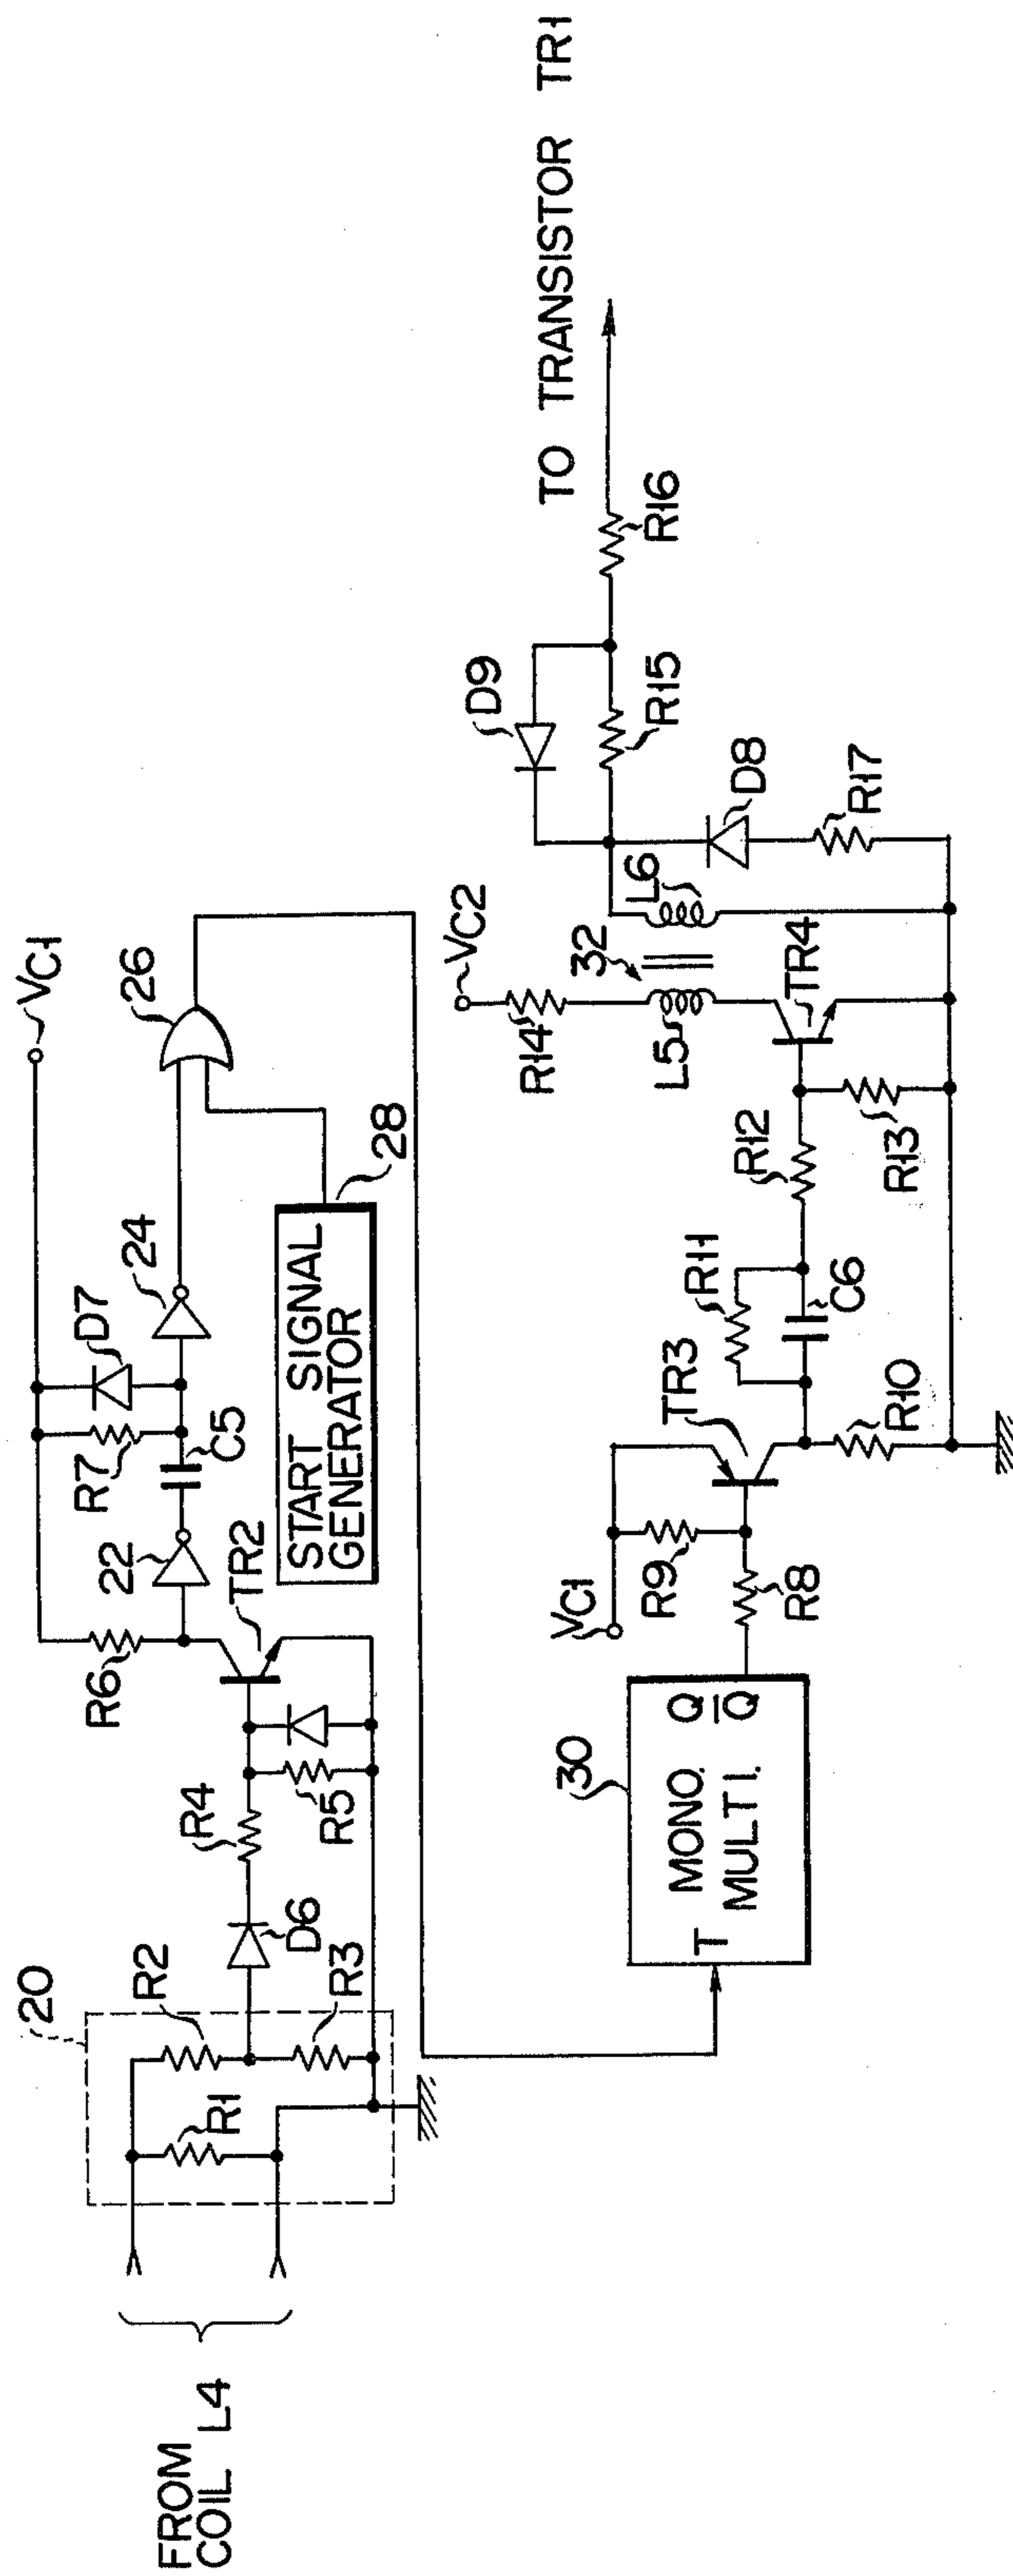 FROM
COIL L4
20
R1
R2
R3
D6
R4
R5
R6
TR2
22
C5
R7
D7
24
VC1
26
START SIGNAL
GENERATOR
28
30
T
MONO.
MULTI.
Q
Q̅
VC1
R8
R9
TR3
R10
R11
C6
R12
R13
TR4
VC2
R14
L5
32
L6
D8
R17
D9
R15
R16
TO TRANSISTOR TR1